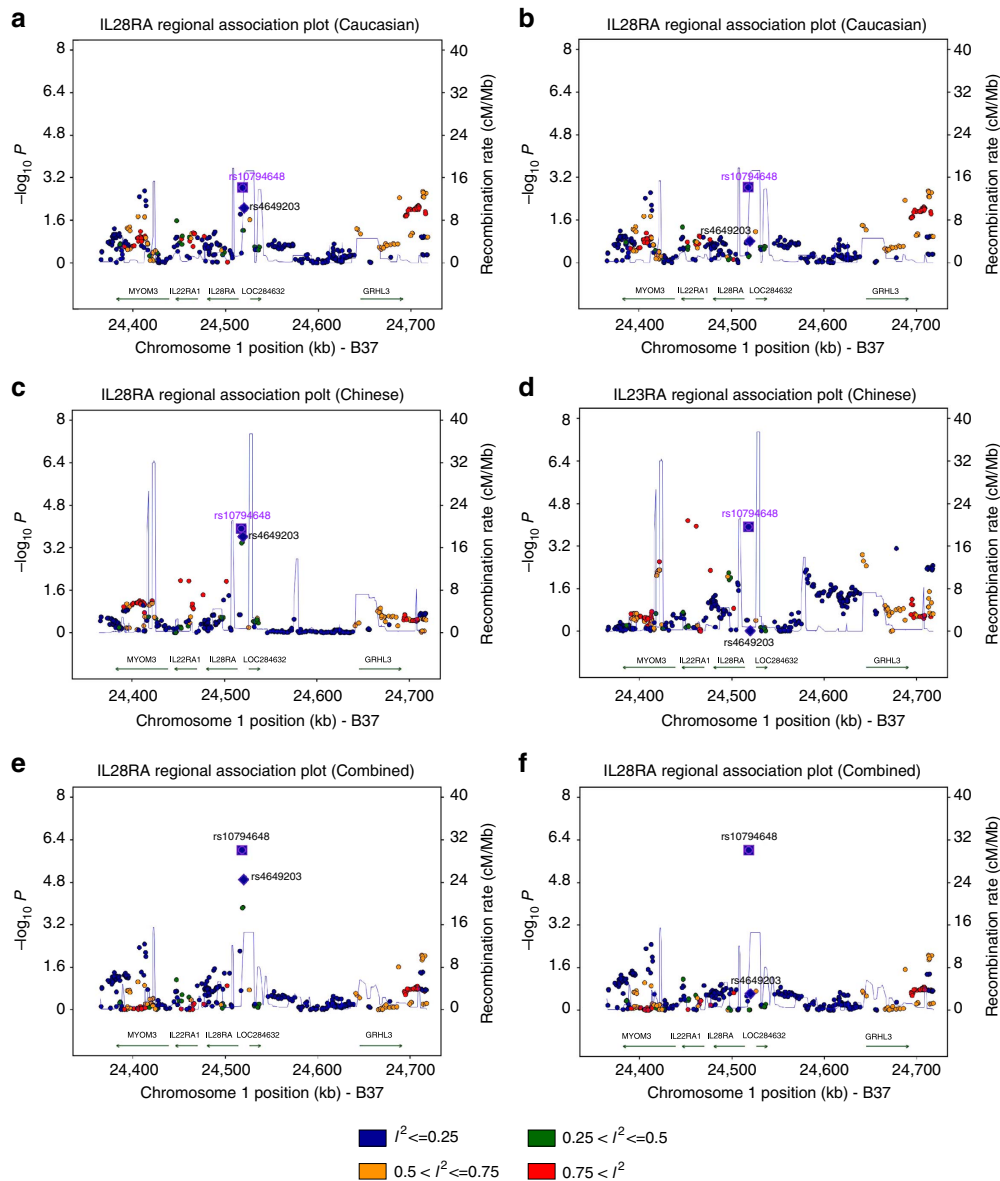 a
IL28RA regional association plot (Caucasian)
8
6.4
4.8
3.2
1.6
0
–log10 P
40
32
24
16
8
0
Recombination rate (cM/Mb)
rs10794648
rs4649203
MYOM3
IL22RA1
IL28RA
LOC284632
GRHL3
24,400
24,500
24,600
24,700
Chromosome 1 position (kb) - B37
b
IL28RA regional association plot (Caucasian)
8
6.4
4.8
3.2
1.6
0
–log10 P
40
32
24
16
8
0
Recombination rate (cM/Mb)
rs10794648
rs4649203
MYOM3
IL22RA1
IL28RA
LOC284632
GRHL3
24,400
24,500
24,600
24,700
Chromosome 1 position (kb) - B37
c
IL28RA regional association polt (Chinese)
8
6.4
4.8
3.2
1.6
0
–log10 P
40
32
24
16
8
0
Recombination rate (cM/Mb)
rs10794648
rs4649203
MYOM3
IL22RA1
IL28RA
LOC284632
GRHL3
24,400
24,500
24,600
24,700
Chromosome 1 position (kb) - B37
d
IL23RA regional association polt (Chinese)
8
6.4
4.8
3.2
1.6
0
–log10 P
40
32
24
16
8
0
Recombination rate (cM/Mb)
rs10794648
rs4649203
MYOM3
IL22RA1
IL28RA
LOC284632
GRHL3
24,400
24,500
24,600
24,700
Chromosome 1 position (kb) - B37
e
IL28RA regional association plot (Combined)
8
6.4
4.8
3.2
1.6
0
–log10 P
40
32
24
16
8
0
Recombination rate (cM/Mb)
rs10794648
rs4649203
MYOM3
IL22RA1
IL28RA
LOC284632
GRHL3
24,400
24,500
24,600
24,700
Chromosome 1 position (kb) - B37
f
IL28RA regional association plot (Combined)
8
6.4
4.8
3.2
1.6
0
–log10 P
40
32
24
16
8
0
Recombination rate (cM/Mb)
rs10794648
rs4649203
MYOM3
IL22RA1
IL28RA
LOC284632
GRHL3
24,400
24,500
24,600
24,700
Chromosome 1 position (kb) - B37
I² <=0.25
0.25 < I² <=0.5
0.5 < I² <=0.75
0.75 < I²